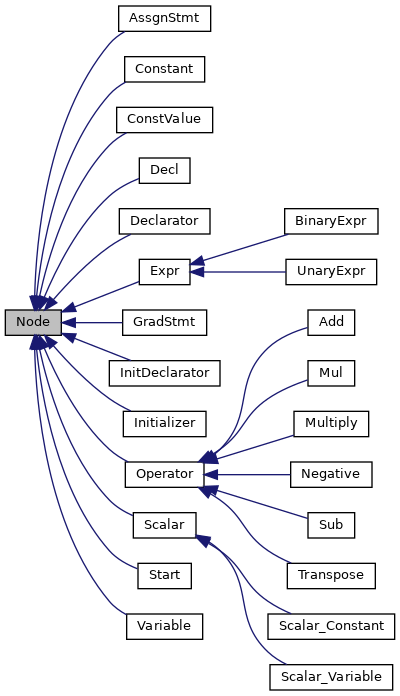 AssgnStmt
Constant
ConstValue
Decl
Declarator
BinaryExpr
Expr
UnaryExpr
Node
GradStmt
Add
InitDeclarator
Mul
Initializer
Multiply
Operator
Negative
Scalar
Sub
Start
Transpose
Variable
Scalar_Constant
Scalar_Variable